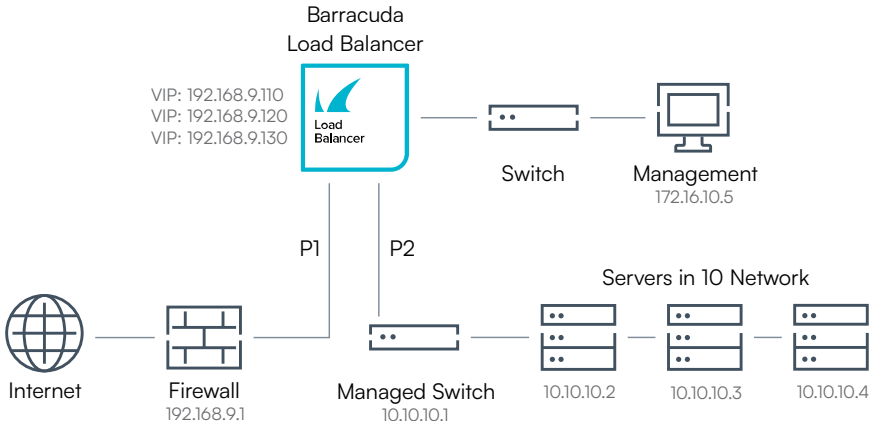 Barracuda
Load Balancer
VIP: 192.168.9.110
VIP: 192.168.9.120
VIP: 192.168.9.130
Load
Balancer
Switch
Management
172.16.10.5
P1
P2
Servers in 10 Network
Internet
Firewall
192.168.9.1
Managed Switch
10.10.10.1
10.10.10.2
10.10.10.3
10.10.10.4